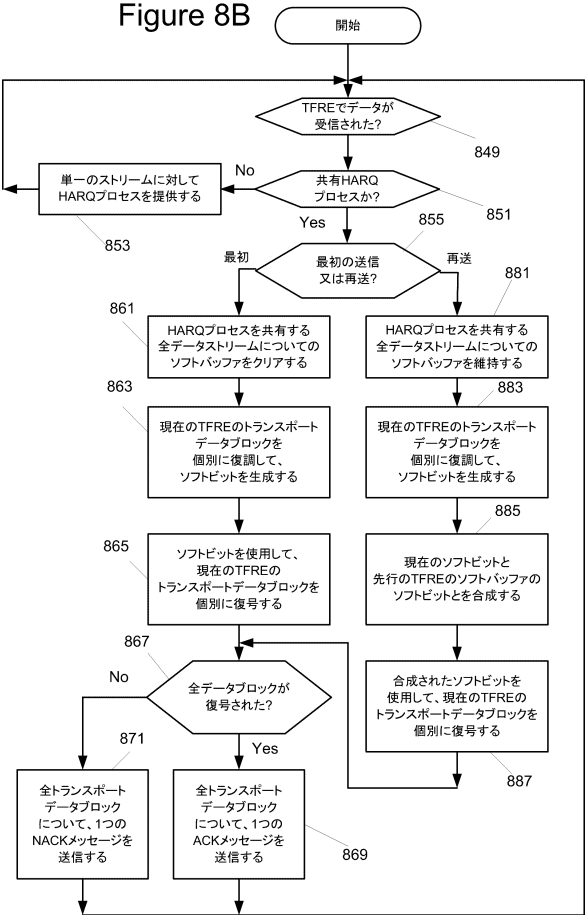 Figure 8B
開始
TFREでデータが
受信された?
849
共有HARQ
プロセスか?
851
No
Yes
単一のストリームに対して
HARQプロセスを提供する
853
最初の送信
又は再送?
855
最初
再送
861
HARQプロセスを共有する
全データストリームについての
ソフトバッファをクリアする
881
HARQプロセスを共有する
全データストリームについての
ソフトバッファを維持する
863
現在のTFREのトランスポート
データブロックを
個別に復調して、
ソフトビットを生成する
883
現在のTFREのトランスポート
データブロックを
個別に復調して、
ソフトビットを生成する
865
ソフトビットを使用して、
現在のTFREの
トランスポートデータブロックを
個別に復号する
885
現在のソフトビットと
先行のTFREのソフトバッファの
ソフトビットとを合成する
867
全データブロックが
復号された?
No
Yes
合成されたソフトビットを
使用して、現在のTFREの
トランスポートデータブロックを
個別に復号する
887
871
全トランスポート
データブロック
について、1つの
NACKメッセージを
送信する
全トランスポート
データブロック
について、1つの
ACKメッセージを
送信する
869